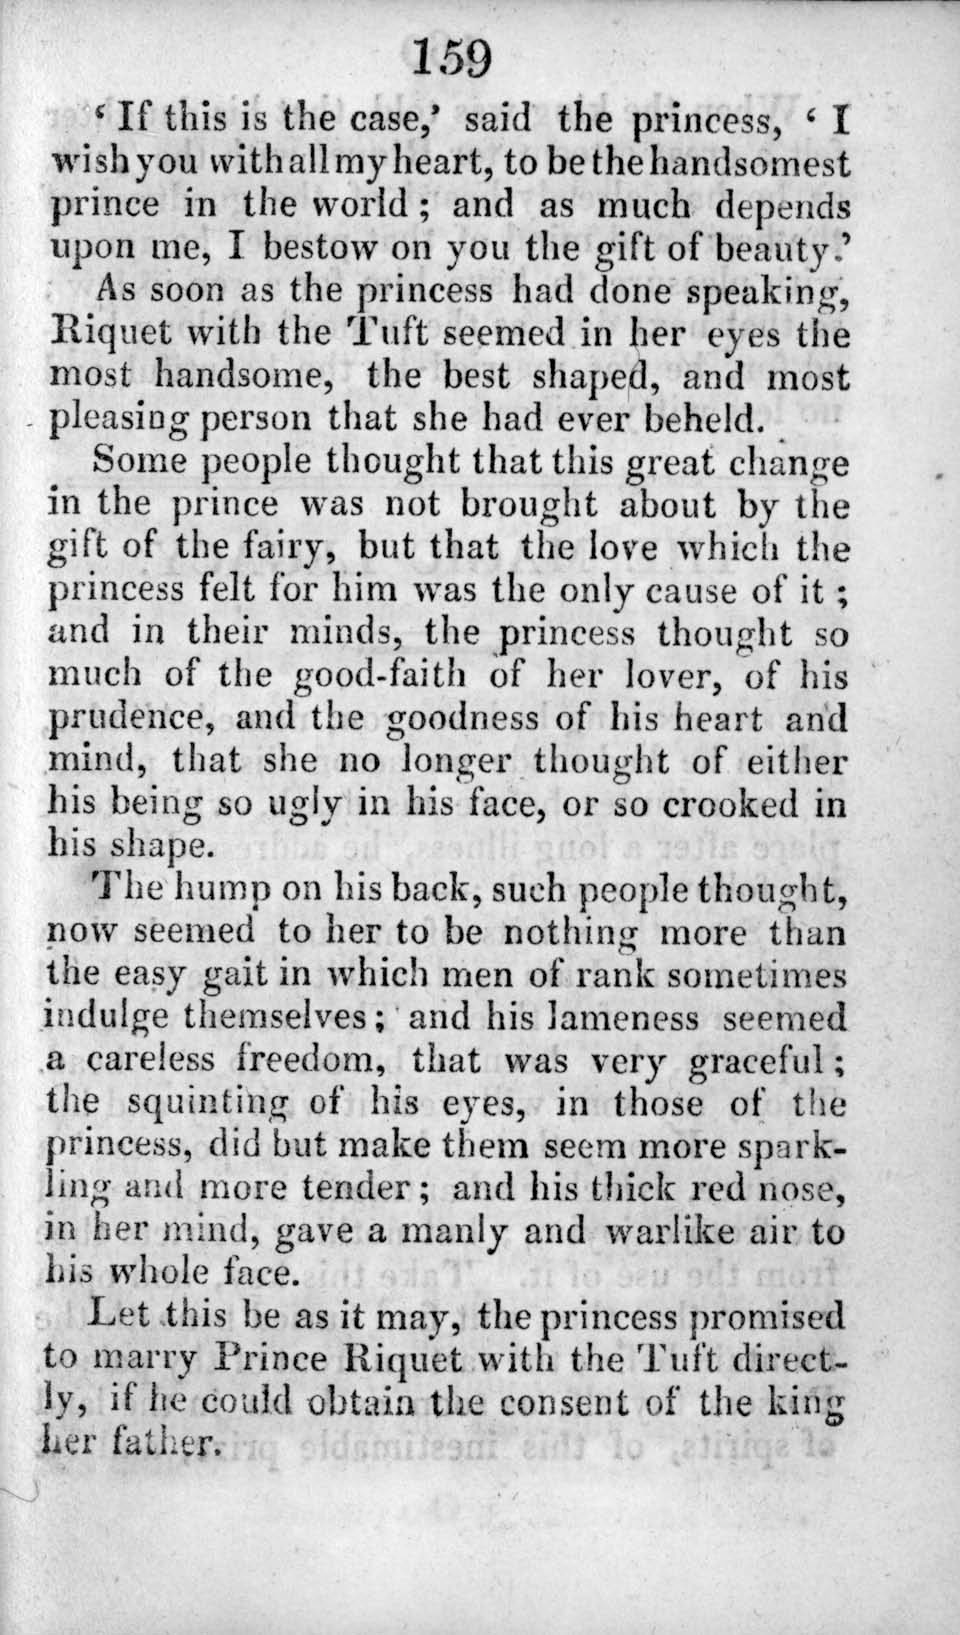 159
‘ If this is the case,’ said the princess, ‘ I
wish you with all my heart, to be the handsomest
prince in the world ; and as much depends
upon me, I bestow on you the gift of beauty.’
As soon as the princess had done speaking,
Riquet with the Tuft seemed in her eyes the
most handsome, the best shaped, and most
pleasing person that she had ever beheld.
Some people thought that this great change
in the prince was not brought about by the
gift of the fairy, but that the love which the
princess felt for him was the only cause of it ;
and in their minds, the princess thought so
much of the good-faith of her lover, of his
prudence, and the goodness of his heart and
mind, that she no longer thought of either
his being so ugly in his face, or so crooked in
his shape.
The hump on his back, such people thought,
now seemed to her to be nothing more than
the easy gait in which men of rank sometimes
indulge themselves ; and his lameness seemed
a careless freedom, that was very graceful ;
the squinting of his eyes, in those of the
princess, did but make them seem more spark-
ling and more tender ; and his thick red nose,
in her mind, gave a manly and warlike air to
his whole face.
Let this be as it may, the princess promised
to marry Prince Riquet with the Tuft direct-
ly, if he could obtain the consent of the king
her father.